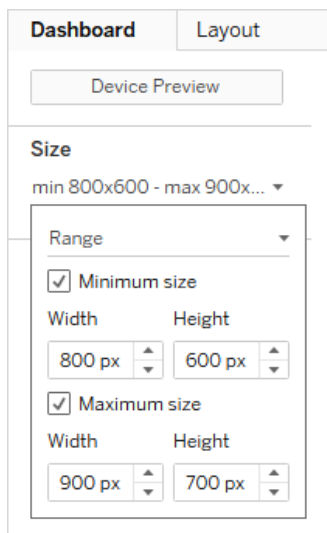 Dashboard Layout
Device Preview
Size
min 800x600 - max 900x...
Range
Minimum size
Width Height
800 px 600 px
Maximum size
Width Height
900 px 700 px